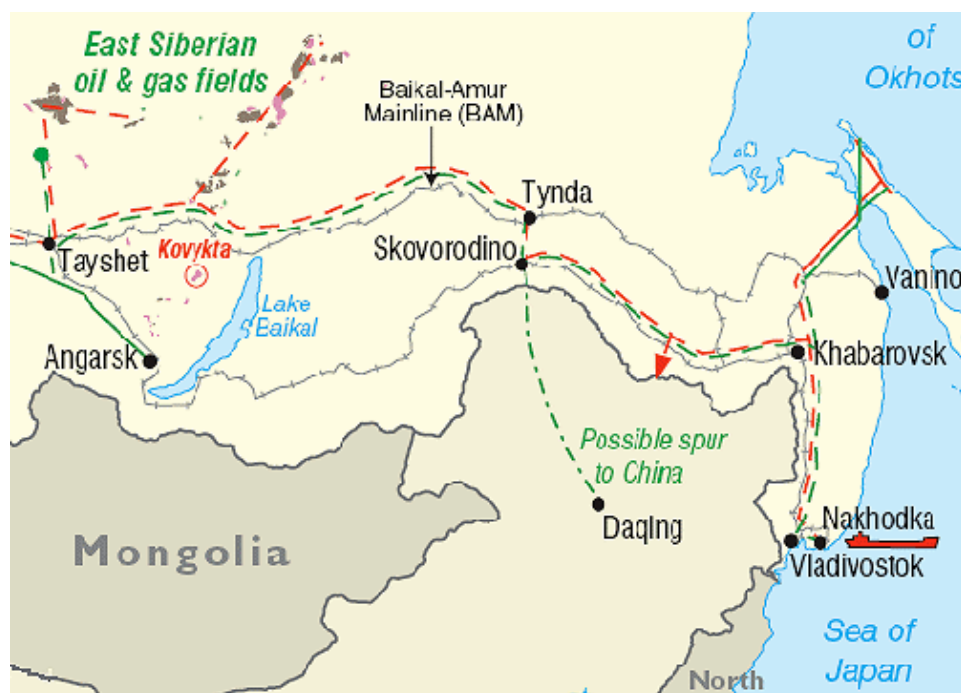 East Siberian
oil & gas fields
of
Okhots
Baikal-Amur
Mainline (BAM)
Tynda
Tayshet
Kovykta
Skovorodino
Vanino
Lake
Baikal
Angarsk
Khabarovsk
Possible spur
to China
Daqing
Nakhodka
Mongolia
Vladivostok
Sea of
Japan
North